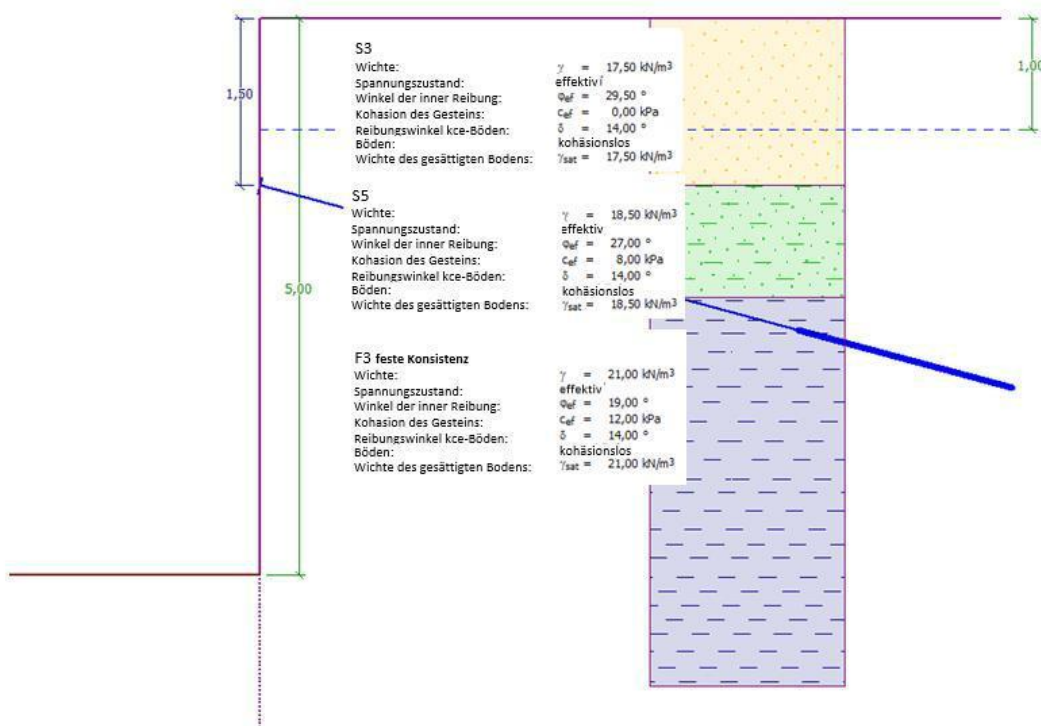 S3
Wichte: γ = 17,50 kN/m3
Spannungszustand: effektiv
Winkel der inner Reibung: φef = 29,50 °
Kohasion des Gesteins: cef = 0,00 kPa
Reibungswinkel kce-Böden: δ = 14,00 °
Böden: kohäsionslos
Wichte des gesättigten Bodens: γsat = 17,50 kN/m3
1,00
1,50
S5
Wichte: γ = 18,50 kN/m3
Spannungszustand: effektiv
Winkel der inner Reibung: φef = 27,00 °
Kohasion des Gesteins: cef = 8,00 kPa
Reibungswinkel kce-Böden: δ = 14,00 °
Böden: kohäsionslos
Wichte des gesättigten Bodens: γsat = 18,50 kN/m3
5,00
F3 feste Konsistenz
Wichte: γ = 21,00 kN/m3
Spannungszustand: effektiv
Winkel der inner Reibung: φef = 19,00 °
Kohasion des Gesteins: cef = 12,00 kPa
Reibungswinkel kce-Böden: δ = 14,00 °
Böden: kohäsionslos
Wichte des gesättigten Bodens: γsat = 21,00 kN/m3